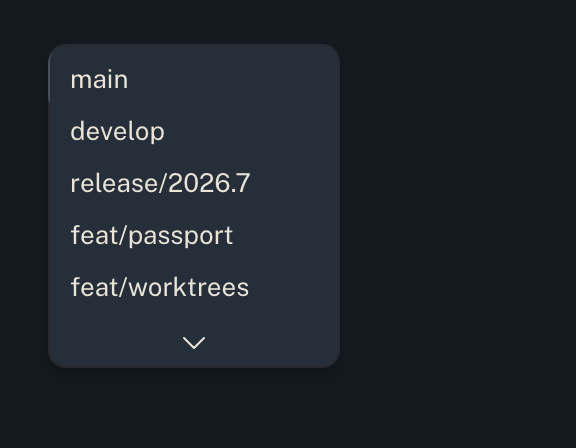 main
develop
release/2026.7
feat/passport
feat/worktrees